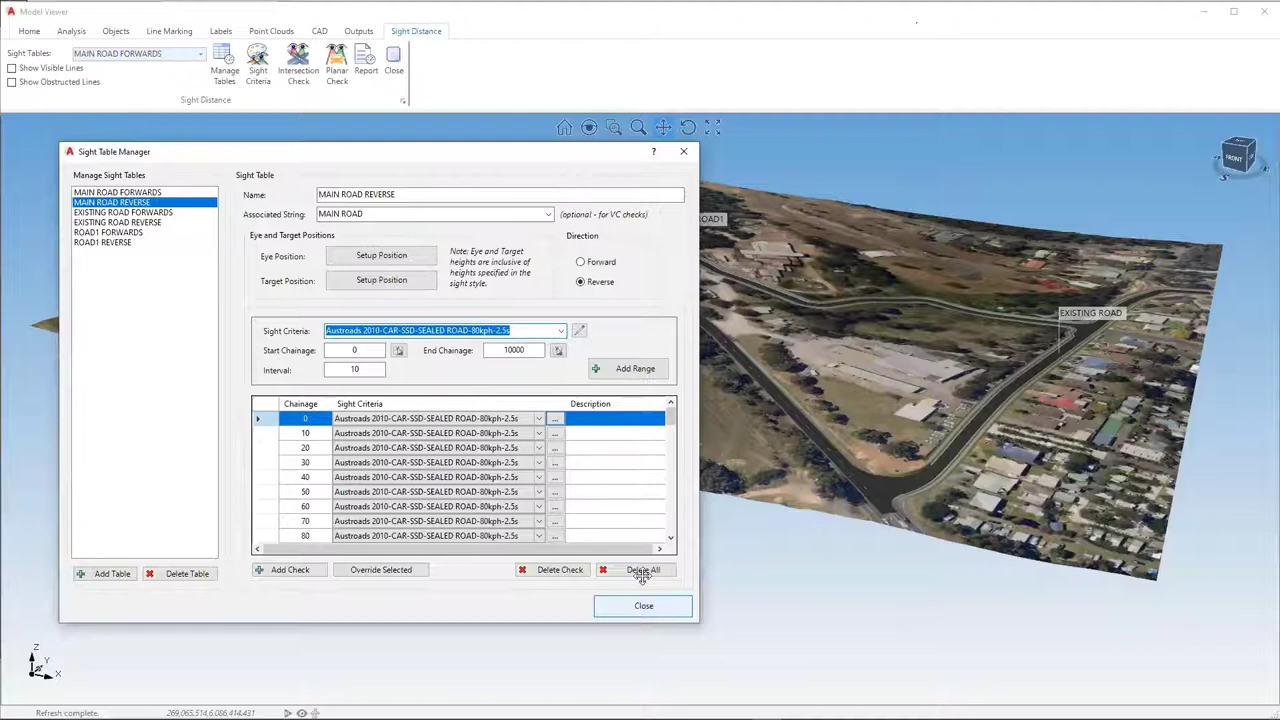 Model Viewer
Home Analysis Objects Line Marking Labels Point Clouds CAD Outputs Sight Distance
Sight Tables: MAIN ROAD FORWARDS
Show Visible Lines
Show Obstructed Lines
Manage Tables
Sight Criteria
Intersection Check
Planar Check
Report
Close
Sight Distance
Sight Table Manager ?
Manage Sight Tables
MAIN ROAD FORWARDS
MAIN ROAD REVERSE
EXISTING ROAD FORWARDS
EXISTING ROAD REVERSE
ROAD1 FORWARDS
ROAD1 REVERSE
Add Table Delete Table
Sight Table
Name: MAIN ROAD REVERSE
Associated String: MAIN ROAD (optional - for VC checks)
Eye and Target Positions
Eye Position: Setup Position
Target Position: Setup Position
Note: Eye and Target
heights are inclusive of
heights specified in the
sight style.
Direction
Forward
Reverse
Sight Criteria: Austroads 2010-CAR-SSD-SEALED ROAD-80kph-2.5s
Start Chainage: 0 End Chainage: 10000
Interval: 10
Add Range
Chainage Sight Criteria Description
0 Austroads 2010-CAR-SSD-SEALED ROAD-80kph-2.5s ...
10 Austroads 2010-CAR-SSD-SEALED ROAD-80kph-2.5s ...
20 Austroads 2010-CAR-SSD-SEALED ROAD-80kph-2.5s ...
30 Austroads 2010-CAR-SSD-SEALED ROAD-80kph-2.5s ...
40 Austroads 2010-CAR-SSD-SEALED ROAD-80kph-2.5s ...
50 Austroads 2010-CAR-SSD-SEALED ROAD-80kph-2.5s ...
60 Austroads 2010-CAR-SSD-SEALED ROAD-80kph-2.5s ...
70 Austroads 2010-CAR-SSD-SEALED ROAD-80kph-2.5s ...
80 Austroads 2010-CAR-SSD-SEALED ROAD-80kph-2.5s ...
Add Check Override Selected Delete Check Delete All
Close
ROAD1
EXISTING ROAD
FRONT
Z
Y
X
Refresh complete. 269,065.514,6,086,414.431